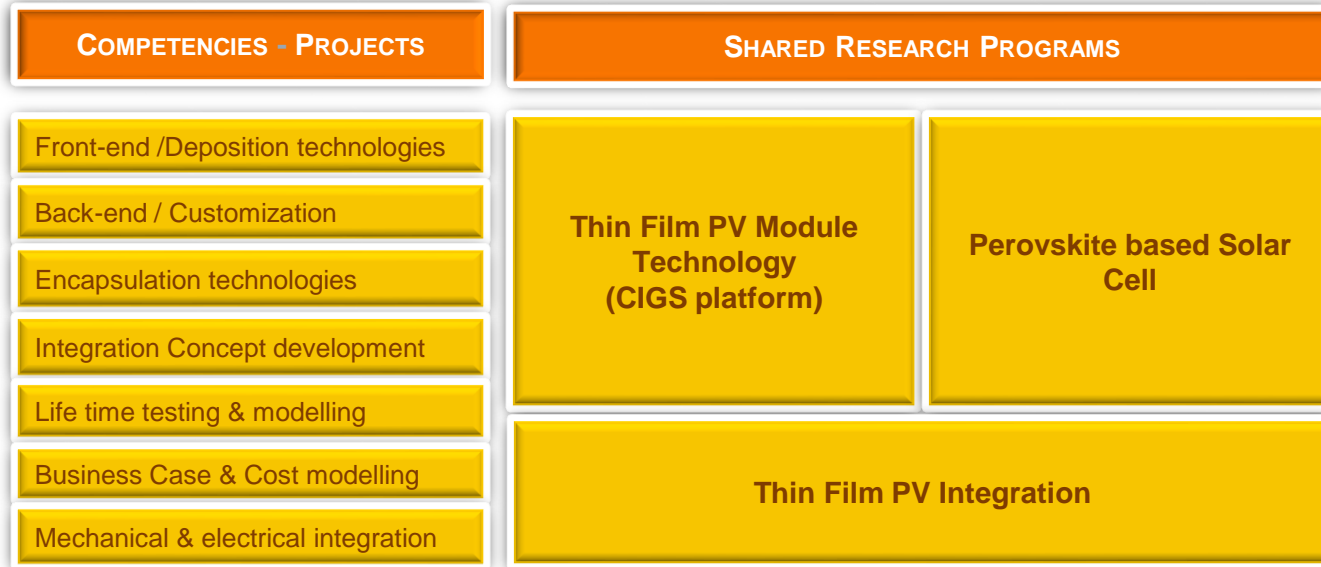 COMPETENCIES - PROJECTS
SHARED RESEARCH PROGRAMS
Front-end /Deposition technologies
Back-end / Customization
Encapsulation technologies
Integration Concept development
Life time testing & modelling
Business Case & Cost modelling
Mechanical & electrical integration
Thin Film PV Module
Technology
(CIGS platform)
Perovskite based Solar
Cell
Thin Film PV Integration